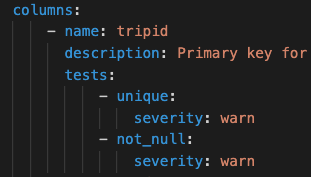 columns:
- name: tripid
description: Primary key for
tests:
- unique:
severity: warn
- not_null:
severity: warn